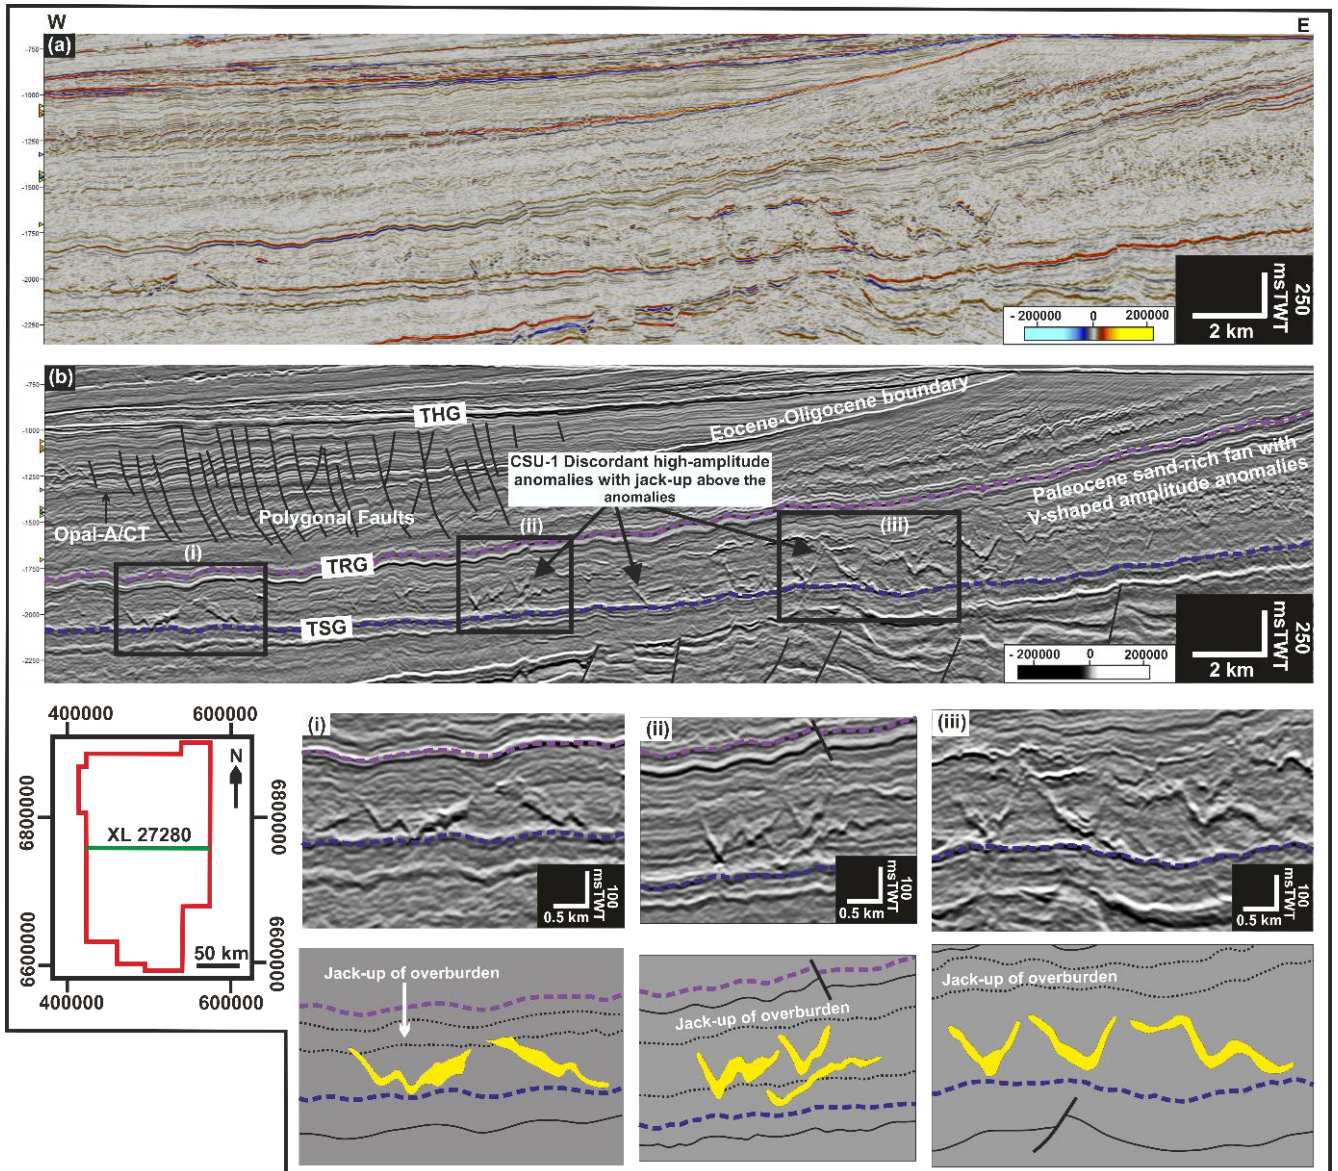 W
E
(a)
-750
-1000
-1250
-1500
-1750
-2000
-2250
- 200000 0 200000
250
msTWT
2 km
(b)
-750
-1000
-1250
-1500
-1750
-2000
-2250
THG
Eocene-Oligocene boundary
CSU-1 Discordant high-amplitude
anomalies with jack-up above the
anomalies
Paleocene sand-rich fan with
V-shaped amplitude anomalies
Opal-A/CT
Polygonal Faults
(i)
(ii)
(iii)
TRG
TSG
- 200000 0 200000
250
msTWT
2 km
400000 600000
N
6800000
6800000
XL 27280
6600000
6600000
50 km
400000 600000
(i)
100
msTWT
0.5 km
(ii)
100
msTWT
0.5 km
(iii)
100
msTWT
0.5 km
Jack-up of overburden
Jack-up of overburden
Jack-up of overburden